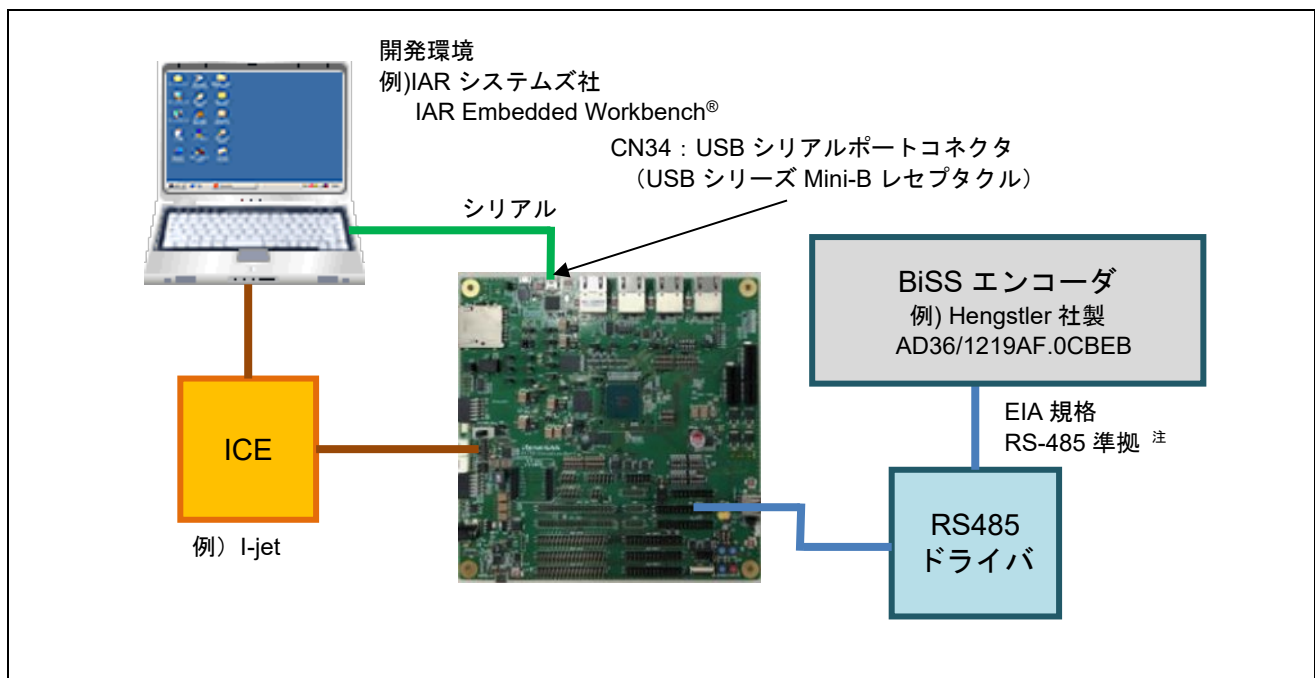 開発環境
例)IAR システムズ社
IAR Embedded Workbench®
CN34：USB シリアルポートコネクタ
（USB シリーズ Mini-B レセプタクル）
シリアル
BiSS エンコーダ
例) Hengstler 社製
AD36/1219AF.0CBEB
EIA 規格
RS-485 準拠 注
ICE
例）I-jet
RS485
ドライバ